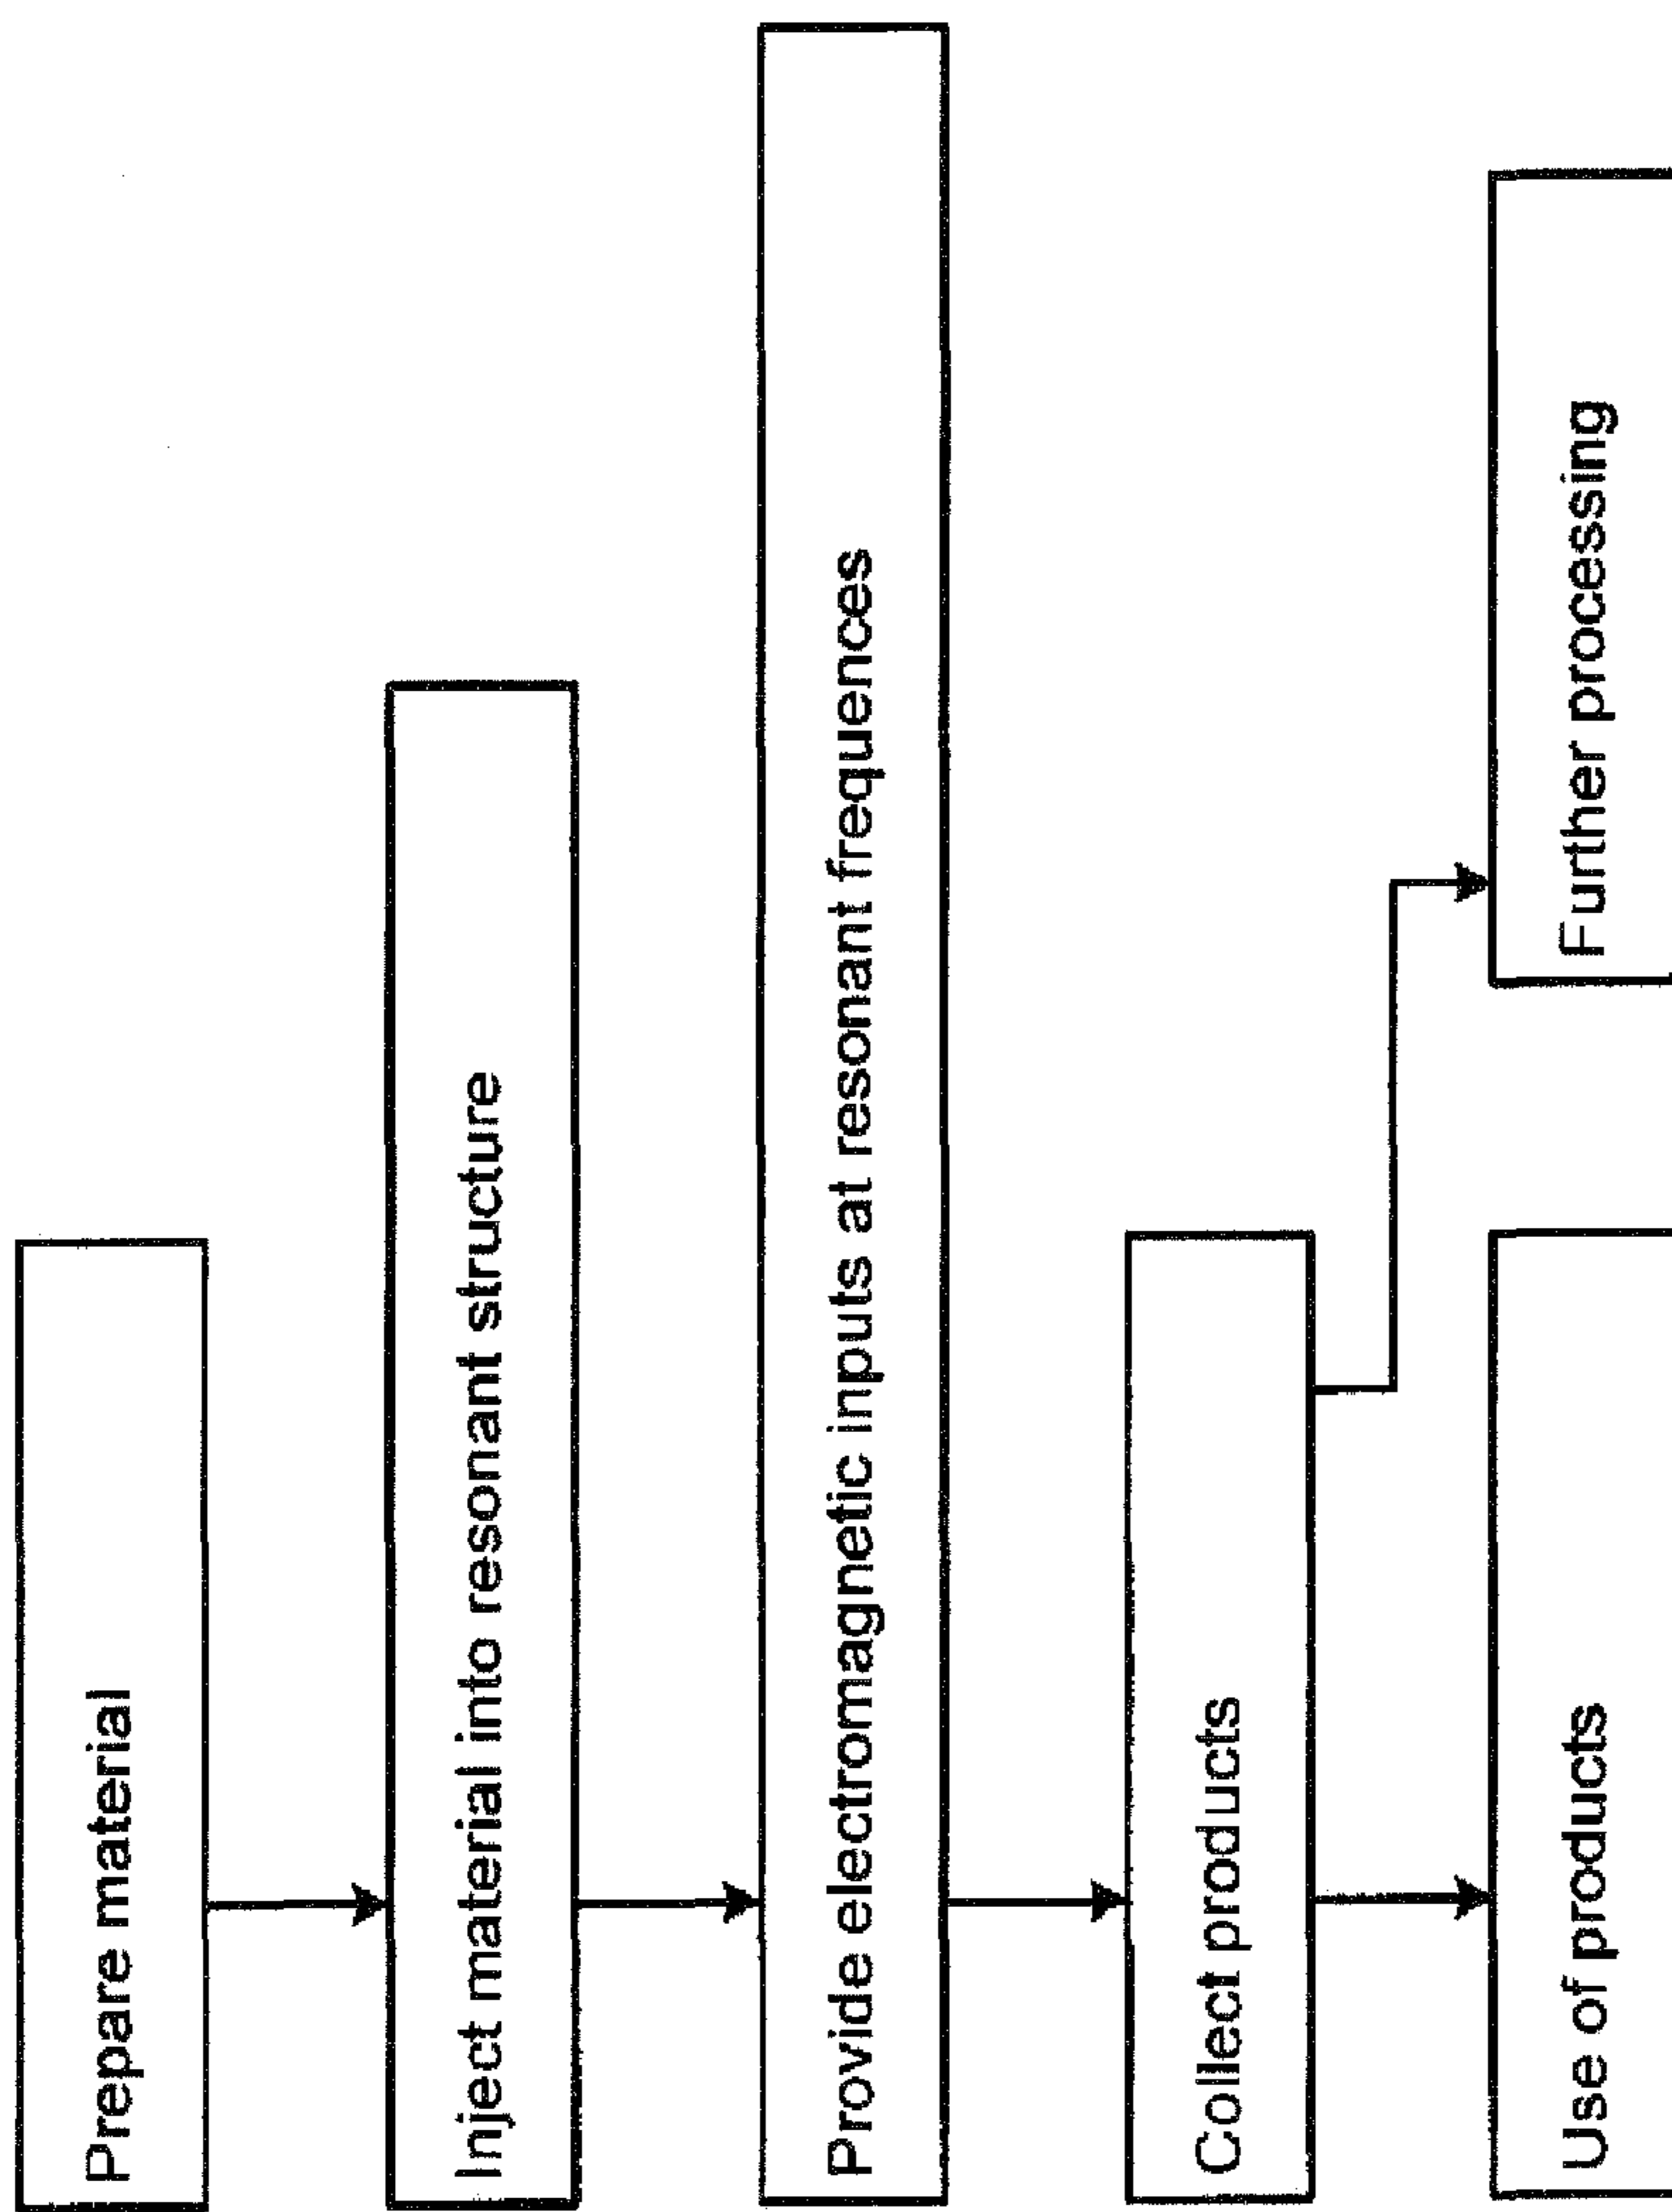 Prepare material
Inject material into resonant structure
Provide electromagnetic inputs at resonant frequences
Collect products
Use of products
Further processing